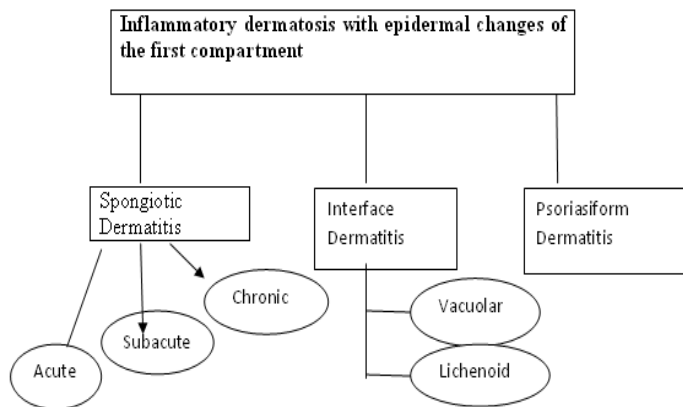 Inflammatory dermatosis with epidermal changes of
the first compartment
Spongiotic
Dermatitis
Interface
Dermatitis
Psoriasiform
Dermatitis
Chronic
Subacute
Acute
Vacuolar
Lichenoid